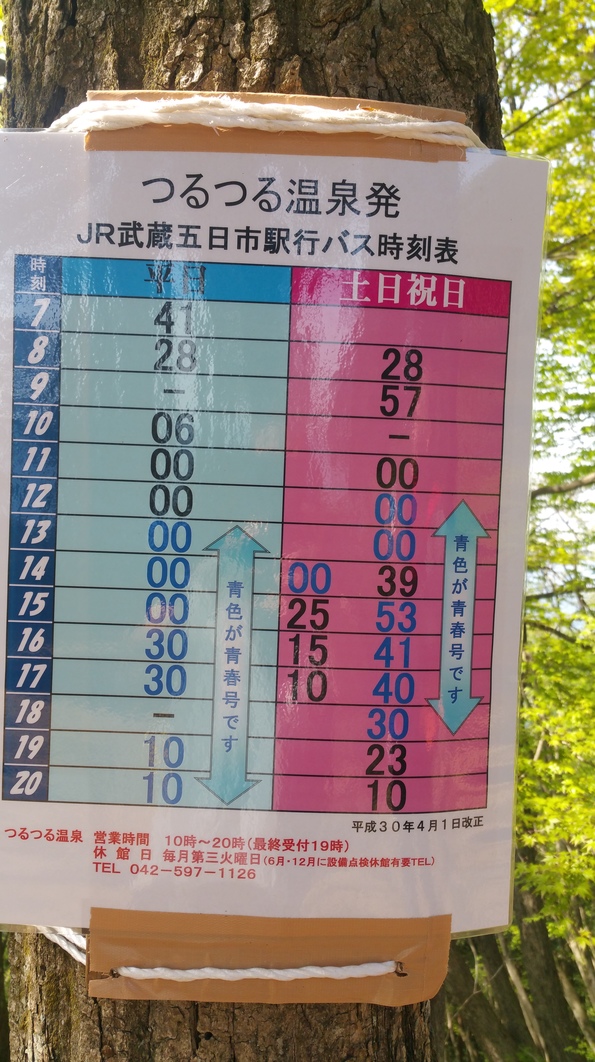 つるつる温泉発
JR武蔵五日市駅行バス時刻表
時刻 平日 土日祝日
7 41
8 28 28
9 − 57
10 06 −
11 00 00
12 00 00
13 00 00
14 00 00 39
15 00 25 53
16 30 15 41
17 30 10 40
18 − 30
19 10 23
20 10 10
青色が青春号です
青色が青春号です
平成30年4月1日改正
つるつる温泉 営業時間 10時〜20時(最終受付19時)
休館日 毎月第三火曜日(6月・12月に設備点検休館有要TEL)
TEL 042−597−1126